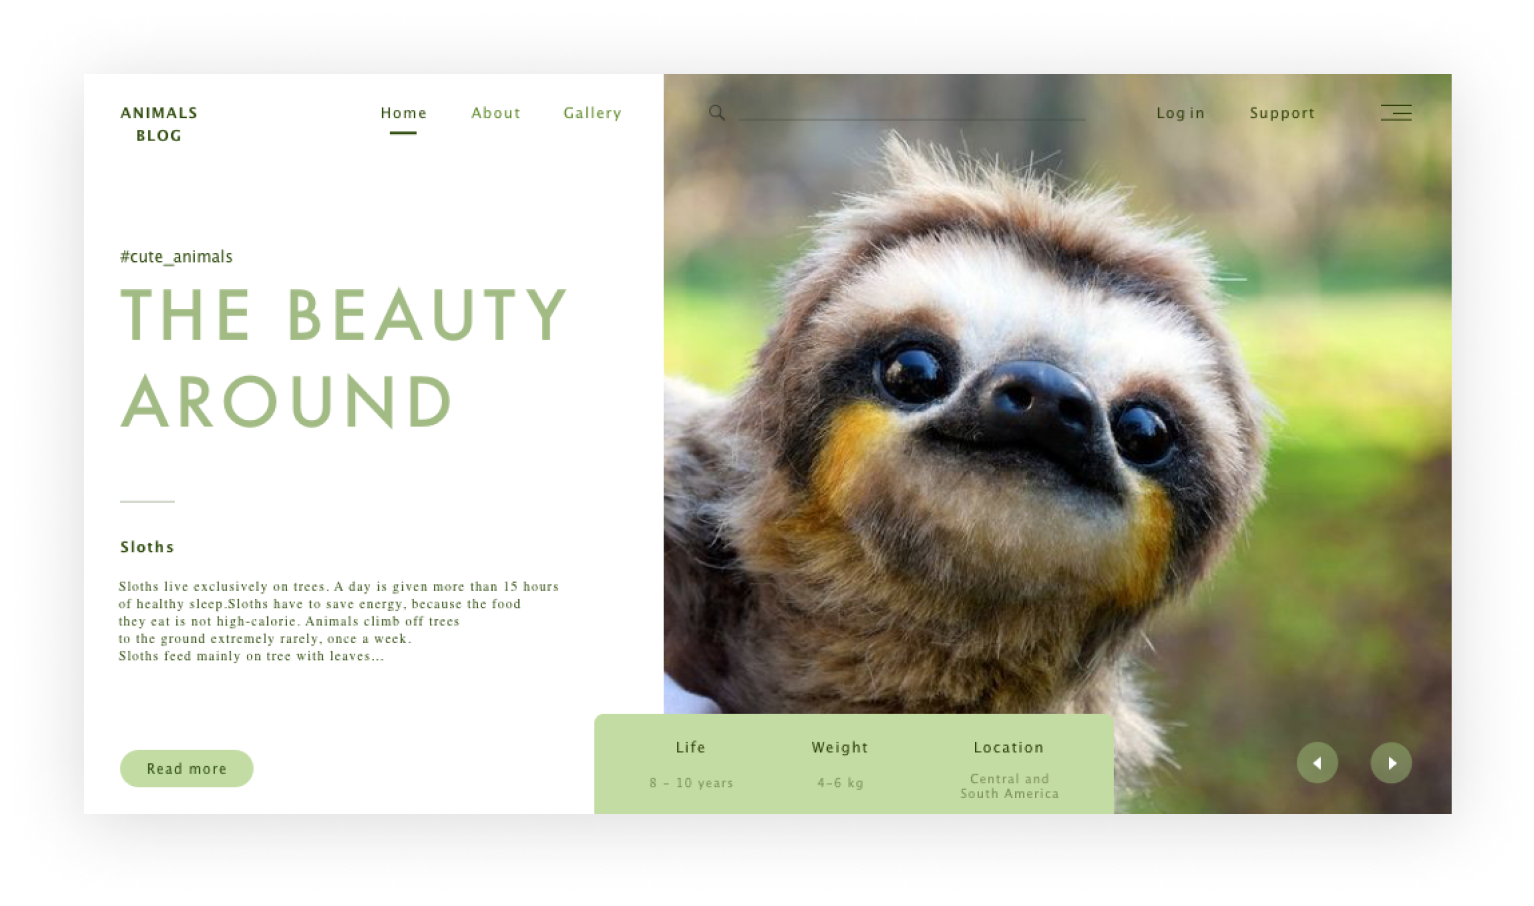 ANIMALS
BLOG
Home
About
Gallery
Log in
Support
#cute_animals
THE BEAUTY
AROUND
Sloths
Sloths live exclusively on trees. A day is given more than 15 hours
of healthy sleep.Sloths have to save energy, because the food
they eat is not high-calorie. Animals climb off trees
to the ground extremely rarely, once a week.
Sloths feed mainly on tree with leaves...
Read more
Life
8 – 10 years
Weight
4–6 kg
Location
Central and
South America